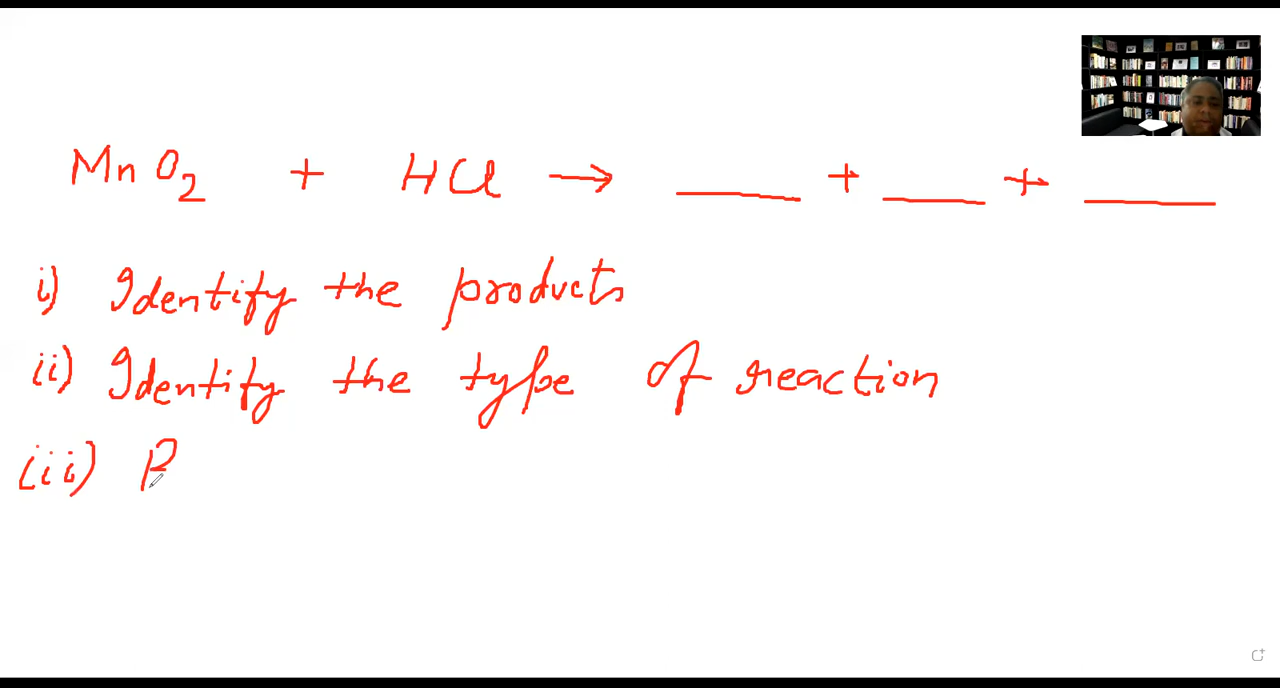 MnO2 + HCl → ____ + ____ + ____
i) Identify the products
ii) Identify the type of reaction
(iii) B